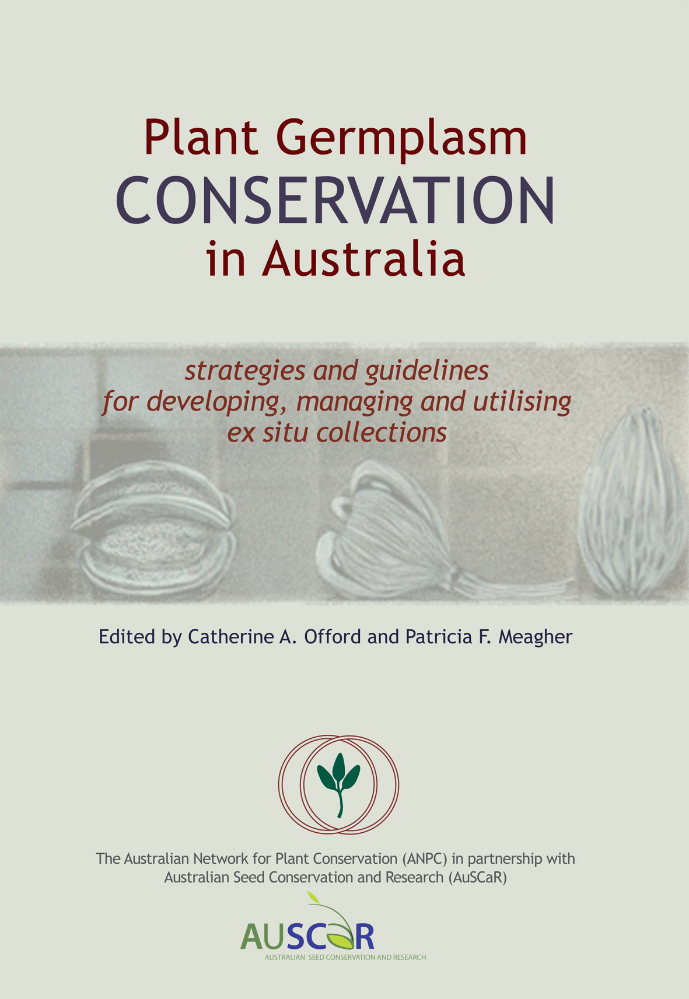 Plant Germplasm
CONSERVATION
in Australia
strategies and guidelines
for developing, managing and utilising
ex situ collections
Edited by Catherine A. Offord and Patricia F. Meagher
The Australian Network for Plant Conservation (ANPC) in partnership with
Australian Seed Conservation and Research (AuSCaR)
AUSCaR
AUSTRALIAN SEED CONSERVATION AND RESEARCH